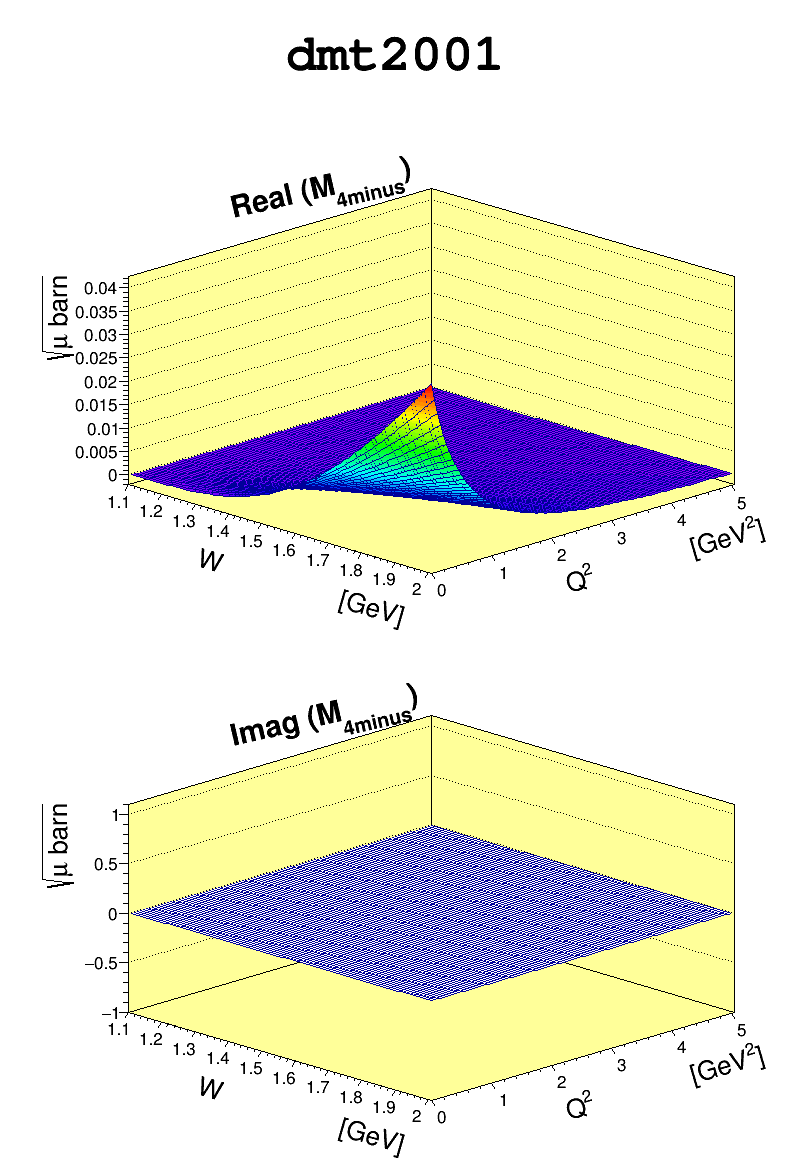 dmt2001
Real (M4minus)
√μ barn
0.04
0.035
0.03
0.025
0.02
0.015
0.01
0.005
0
1.1 1.2 1.3 1.4 1.5 1.6 1.7 1.8 1.9 2
W
[GeV]
0 1 2 3 4 5
Q²
[GeV²]
Imag (M4minus)
√μ barn
1
0.5
0
−0.5
−1
1.1 1.2 1.3 1.4 1.5 1.6 1.7 1.8 1.9 2
W
[GeV]
0 1 2 3 4 5
Q²
[GeV²]